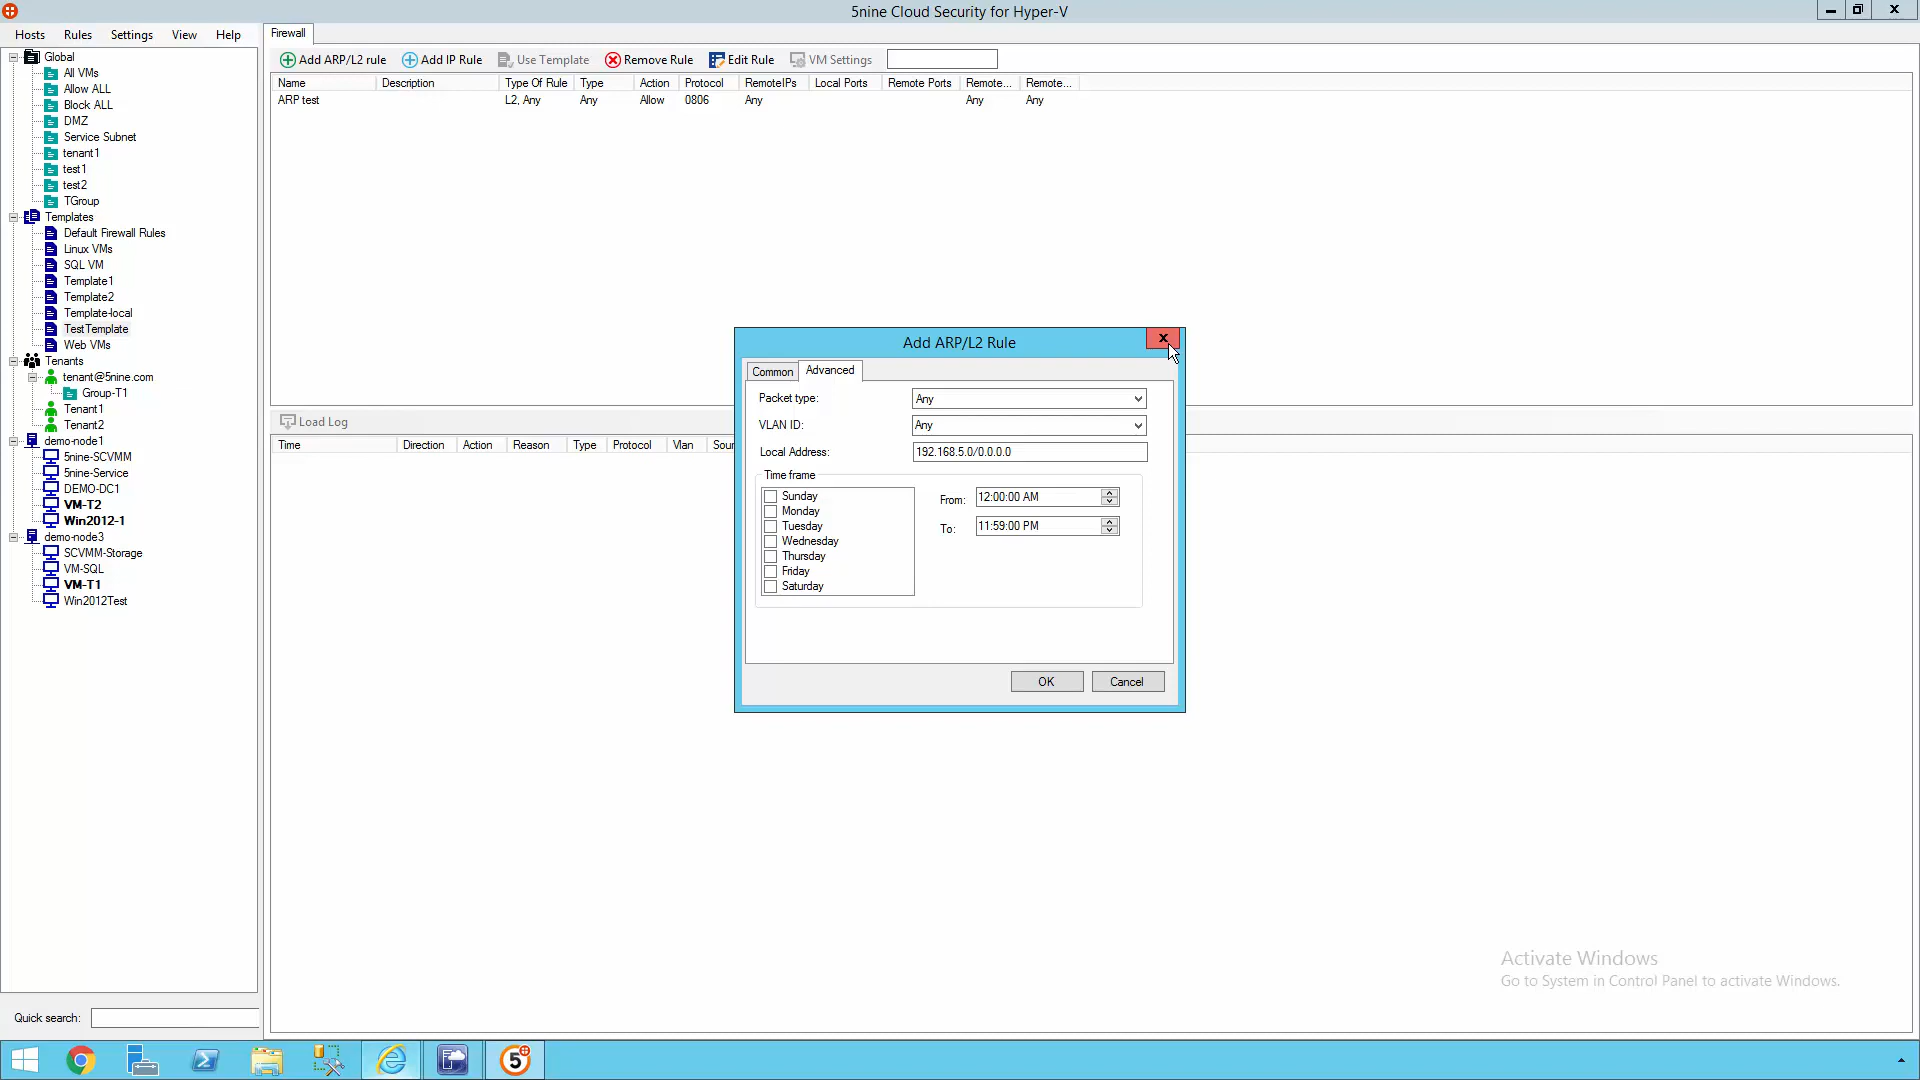 5nine Cloud Security for Hyper-V
Hosts Rules Settings View Help
Firewall
Add ARP/L2 rule Add IP Rule Use Template Remove Rule Edit Rule VM Settings
Name Description Type Of Rule Type Action Protocol RemoteIPs Local Ports Remote Ports Remote... Remote...
ARP test L2, Any Any Allow 0806 Any Any Any
Global
All VMs
Allow ALL
Block ALL
DMZ
Service Subnet
tenant1
test1
test2
TGroup
Templates
Default Firewall Rules
Linux VMs
SQL VM
Template1
Template2
Template-local
TestTemplate
Web VMs
Tenants
tenant@5nine.com
Group-T1
Tenant1
Tenant2
demo-node1
5nine-SCVMM
5nine-Service
DEMO-DC1
VM-T2
Win2012-1
demo-node3
SCVMM-Storage
VM-SQL
VM-T1
Win2012Test
Quick search:
Load Log
Time Direction Action Reason Type Protocol Vlan Sour
Add ARP/L2 Rule
x
Common Advanced
Packet type: Any
VLAN ID: Any
Local Address: 192.168.5.0/0.0.0.0
Time frame
Sunday
Monday
Tuesday
Wednesday
Thursday
Friday
Saturday
From: 12:00:00 AM
To: 11:59:00 PM
OK Cancel
Activate Windows
Go to System in Control Panel to activate Windows.
5